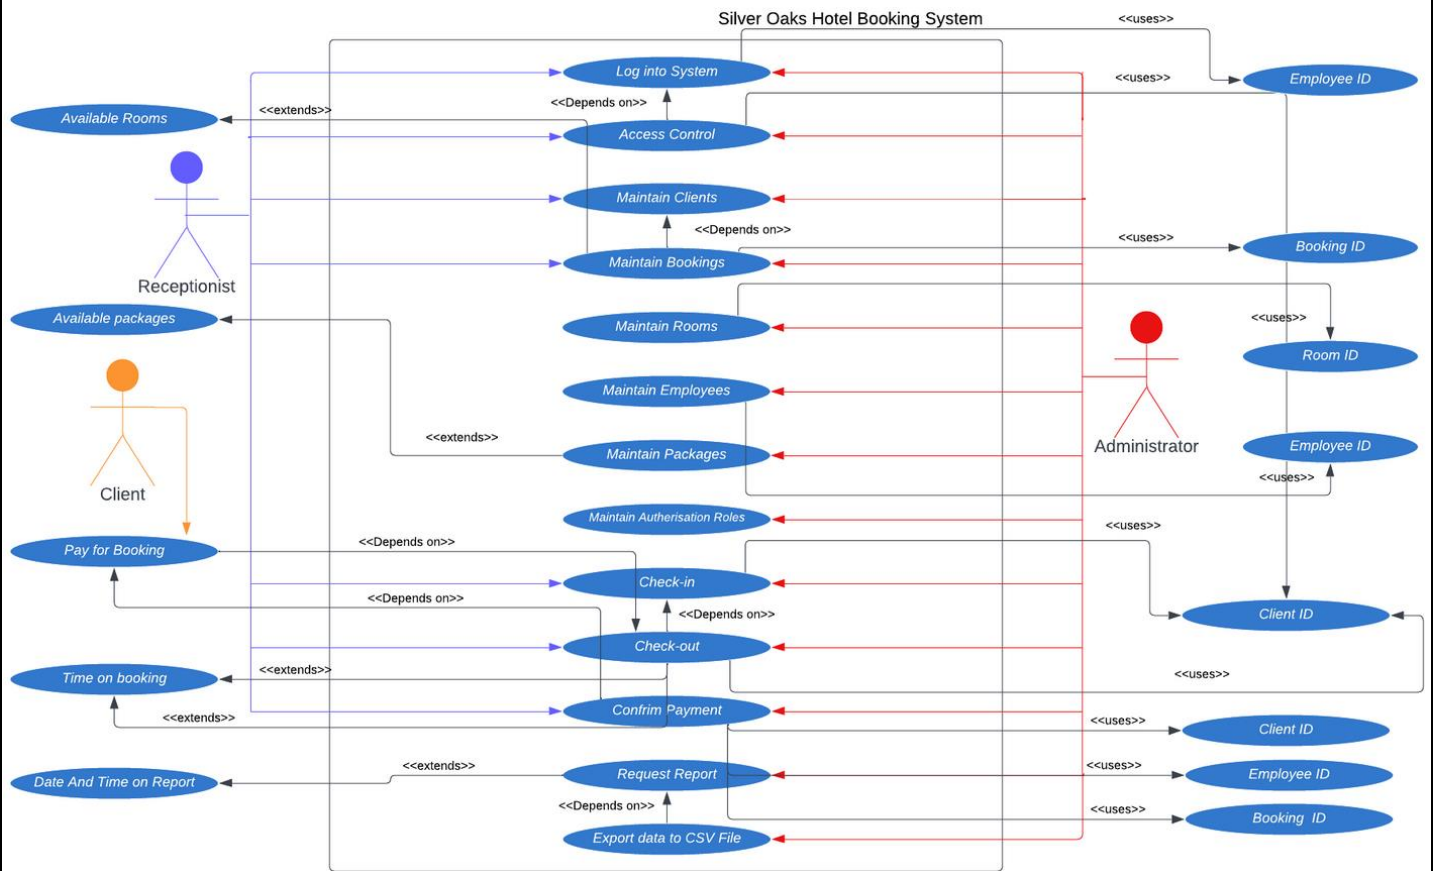 Silver Oaks Hotel Booking System
<<uses>>
Log into System
Employee ID
<<uses>>
<<Depends on>>
<<extends>>
Available Rooms
Access Control
Maintain Clients
<<Depends on>>
<<uses>>
Booking ID
Maintain Bookings
Receptionist
Available packages
<<uses>>
Maintain Rooms
Room ID
Maintain Employees
<<extends>>
Administrator
Employee ID
Maintain Packages
<<uses>>
Client
Maintain Autherisation Roles
<<uses>>
<<Depends on>>
Pay for Booking
Check-in
<<Depends on>>
<<Depends on>>
Client ID
Check-out
<<extends>>
<<uses>>
Time on booking
Confrim Payment
<<extends>>
<<uses>>
Client ID
<<extends>>
<<uses>>
Request Report
Employee ID
Date And Time on Report
<<Depends on>>
<<uses>>
Booking ID
Export data to CSV File